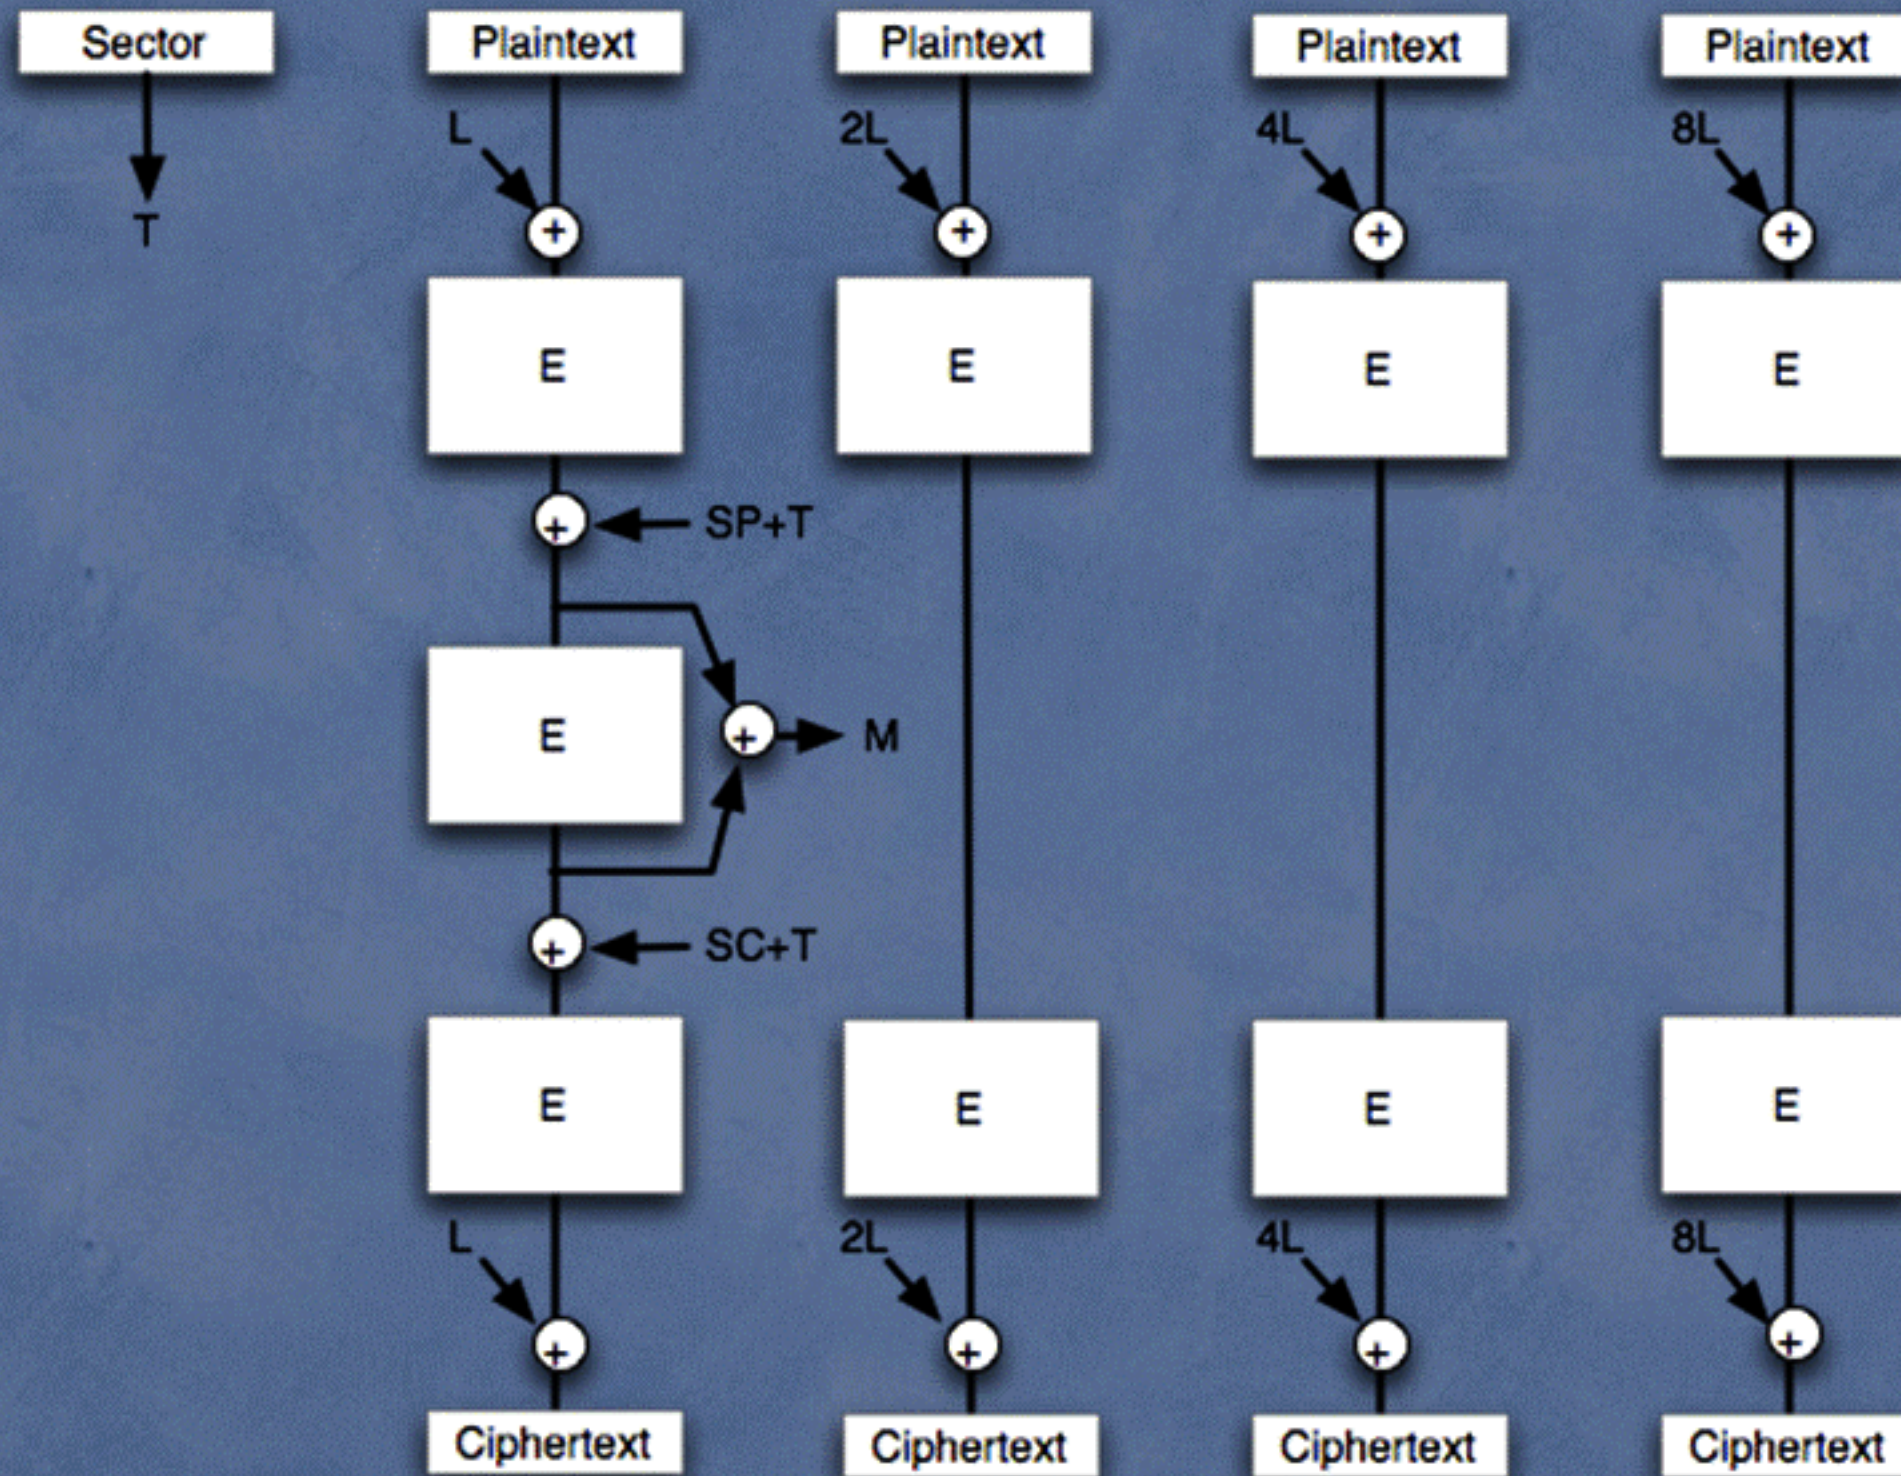 Sector Plaintext Plaintext Plaintext Plaintext
L 2L 4L 8L
T + + + +
E E E E
+ SP+T
E + M
+ SC+T
E E E E
L 2L 4L 8L
+ + + +
Ciphertext Ciphertext Ciphertext Ciphertext